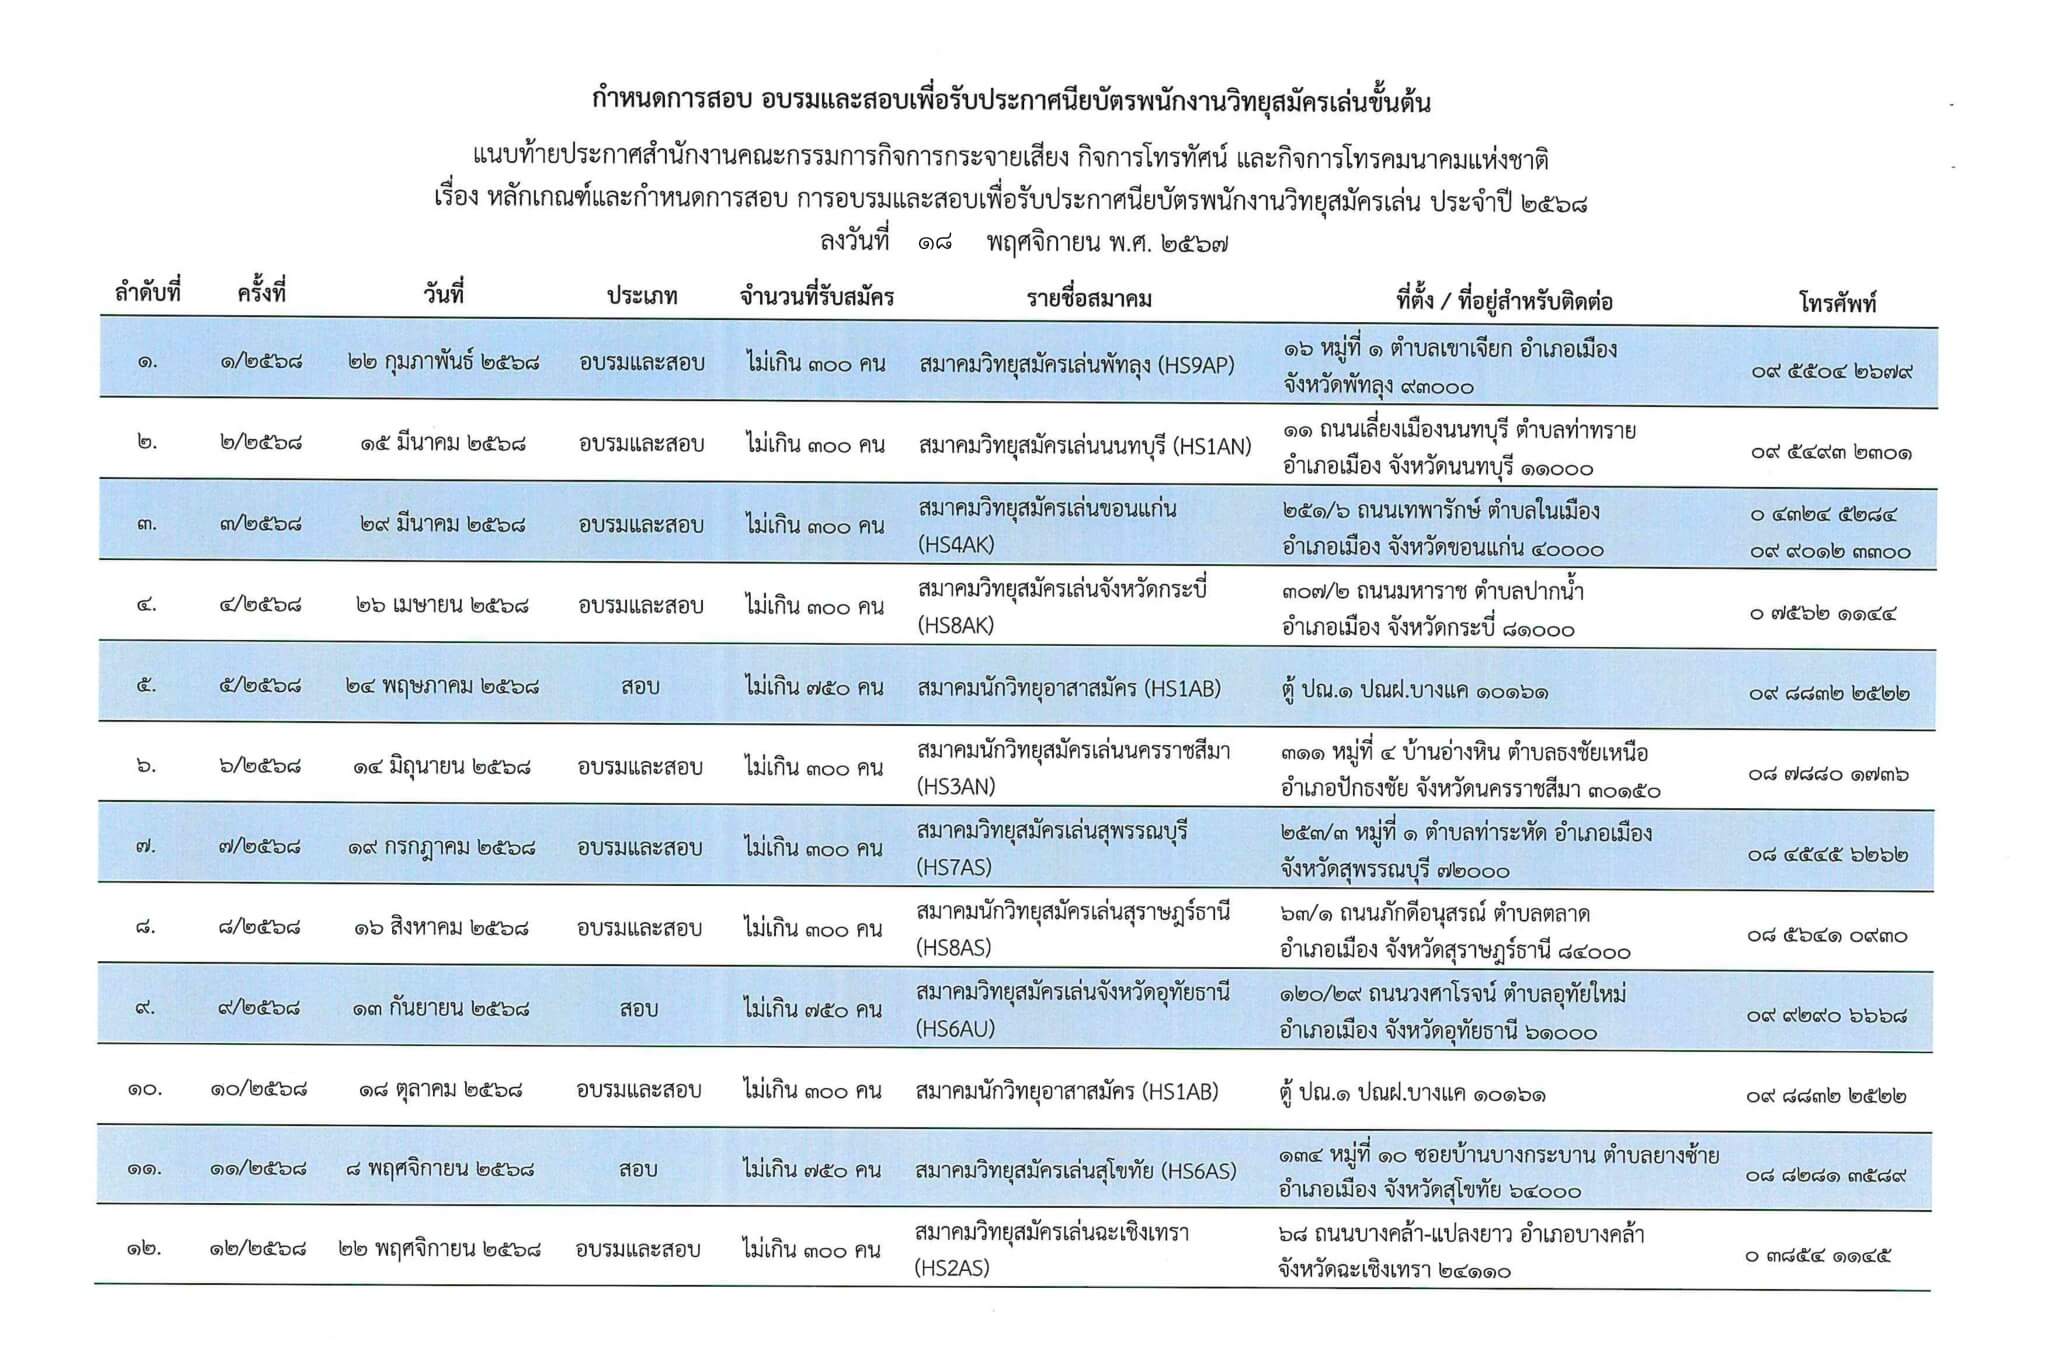 กำหนดการสอบ อบรมและสอบเพื่อรับประกาศนียบัตรพนักงานวิทยุสมัครเล่นขั้นต้น
แนบท้ายประกาศสำนักงานคณะกรรมการกิจการกระจายเสียง กิจการโทรทัศน์ และกิจการโทรคมนาคมแห่งชาติ
เรื่อง หลักเกณฑ์และกำหนดการสอบ การอบรมและสอบเพื่อรับประกาศนียบัตรพนักงานวิทยุสมัครเล่น ประจำปี ๒๕๖๘
ลงวันที่ ๑๘ พฤศจิกายน พ.ศ. ๒๕๖๗
ลำดับที่ ครั้งที่ วันที่ ประเภท จำนวนที่รับสมัคร รายชื่อสมาคม ที่ตั้ง / ที่อยู่สำหรับติดต่อ โทรศัพท์
๑. ๑/๒๕๖๘ ๒๒ กุมภาพันธ์ ๒๕๖๘ อบรมและสอบ ไม่เกิน ๓๐๐ คน สมาคมวิทยุสมัครเล่นพัทลุง (HS9AP) ๑๖ หมู่ที่ ๑ ตำบลเขาเจียก อำเภอเมือง
จังหวัดพัทลุง ๙๓๐๐๐ ๐๙ ๕๕๐๔ ๒๖๗๙
๒. ๒/๒๕๖๘ ๑๕ มีนาคม ๒๕๖๘ อบรมและสอบ ไม่เกิน ๓๐๐ คน สมาคมวิทยุสมัครเล่นนนทบุรี (HS1AN) ๑๑ ถนนเลี่ยงเมืองนนทบุรี ตำบลท่าทราย
อำเภอเมือง จังหวัดนนทบุรี ๑๑๐๐๐ ๐๙ ๕๔๙๓ ๒๓๐๑
๓. ๓/๒๕๖๘ ๒๙ มีนาคม ๒๕๖๘ อบรมและสอบ ไม่เกิน ๓๐๐ คน สมาคมวิทยุสมัครเล่นขอนแก่น ๒๕๑/๖ ถนนเทพารักษ์ ตำบลในเมือง ๐ ๔๓๒๔ ๕๒๘๔
(HS4AK) อำเภอเมือง จังหวัดขอนแก่น ๔๐๐๐๐ ๐๙ ๙๐๑๒ ๓๓๐๐
๔. ๔/๒๕๖๘ ๒๖ เมษายน ๒๕๖๘ อบรมและสอบ ไม่เกิน ๓๐๐ คน สมาคมวิทยุสมัครเล่นจังหวัดกระบี่ ๓๐๗/๒ ถนนมหาราช ตำบลปากน้ำ
(HS8AK) อำเภอเมือง จังหวัดกระบี่ ๘๑๐๐๐ ๐ ๗๕๖๒ ๑๑๔๔
๕. ๕/๒๕๖๘ ๒๔ พฤษภาคม ๒๕๖๘ สอบ ไม่เกิน ๗๕๐ คน สมาคมนักวิทยุอาสาสมัคร (HS1AB) ตู้ ปณ.๑ ปณฝ.บางแค ๑๐๑๖๑ ๐๙ ๘๘๓๒ ๒๕๒๒
๖. ๖/๒๕๖๘ ๑๔ มิถุนายน ๒๕๖๘ อบรมและสอบ ไม่เกิน ๓๐๐ คน สมาคมนักวิทยุสมัครเล่นนครราชสีมา ๓๑๑ หมู่ที่ ๔ บ้านอ่างหิน ตำบลธงชัยเหนือ
(HS3AN) อำเภอปักธงชัย จังหวัดนครราชสีมา ๓๐๑๕๐ ๐๘ ๗๘๘๐ ๑๗๓๖
๗. ๗/๒๕๖๘ ๑๙ กรกฎาคม ๒๕๖๘ อบรมและสอบ ไม่เกิน ๓๐๐ คน สมาคมวิทยุสมัครเล่นสุพรรณบุรี ๒๕๓/๓ หมู่ที่ ๑ ตำบลท่าระหัด อำเภอเมือง
(HS7AS) จังหวัดสุพรรณบุรี ๗๒๐๐๐ ๐๘ ๔๕๔๕ ๖๒๖๒
๘. ๘/๒๕๖๘ ๑๖ สิงหาคม ๒๕๖๘ อบรมและสอบ ไม่เกิน ๓๐๐ คน สมาคมนักวิทยุสมัครเล่นสุราษฎร์ธานี ๖๓/๑ ถนนภักดีอนุสรณ์ ตำบลตลาด
(HS8AS) อำเภอเมือง จังหวัดสุราษฎร์ธานี ๘๔๐๐๐ ๐๘ ๕๖๔๑ ๐๙๓๐
๙. ๙/๒๕๖๘ ๑๓ กันยายน ๒๕๖๘ สอบ ไม่เกิน ๗๕๐ คน สมาคมวิทยุสมัครเล่นจังหวัดอุทัยธานี ๑๒๐/๒๙ ถนนวงศาโรจน์ ตำบลอุทัยใหม่
(HS6AU) อำเภอเมือง จังหวัดอุทัยธานี ๖๑๐๐๐ ๐๙ ๙๒๙๐ ๖๖๖๘
๑๐. ๑๐/๒๕๖๘ ๑๘ ตุลาคม ๒๕๖๘ อบรมและสอบ ไม่เกิน ๓๐๐ คน สมาคมนักวิทยุอาสาสมัคร (HS1AB) ตู้ ปณ.๑ ปณฝ.บางแค ๑๐๑๖๑ ๐๙ ๘๘๓๒ ๒๕๒๒
๑๑. ๑๑/๒๕๖๘ ๘ พฤศจิกายน ๒๕๖๘ สอบ ไม่เกิน ๗๕๐ คน สมาคมวิทยุสมัครเล่นสุโขทัย (HS6AS) ๑๓๔ หมู่ที่ ๑๐ ซอยบ้านบางกระบาน ตำบลยางซ้าย
อำเภอเมือง จังหวัดสุโขทัย ๖๔๐๐๐ ๐๘ ๘๒๘๑ ๓๕๘๙
๑๒. ๑๒/๒๕๖๘ ๒๒ พฤศจิกายน ๒๕๖๘ อบรมและสอบ ไม่เกิน ๓๐๐ คน สมาคมวิทยุสมัครเล่นฉะเชิงเทรา ๖๘ ถนนบางคล้า-แปลงยาว อำเภอบางคล้า
(HS2AS) จังหวัดฉะเชิงเทรา ๒๔๑๑๐ ๐ ๓๘๕๔ ๑๑๔๕